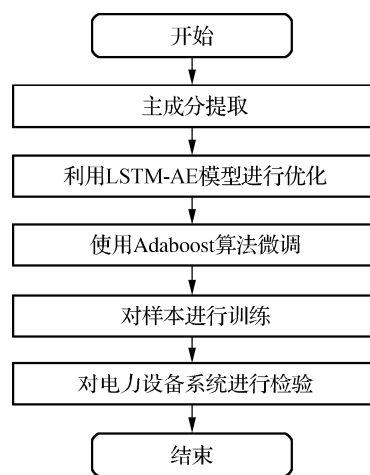 开始
主成分提取
利用LSTM-AE模型进行优化
使用Adaboost算法微调
对样本进行训练
对电力设备系统进行检验
结束